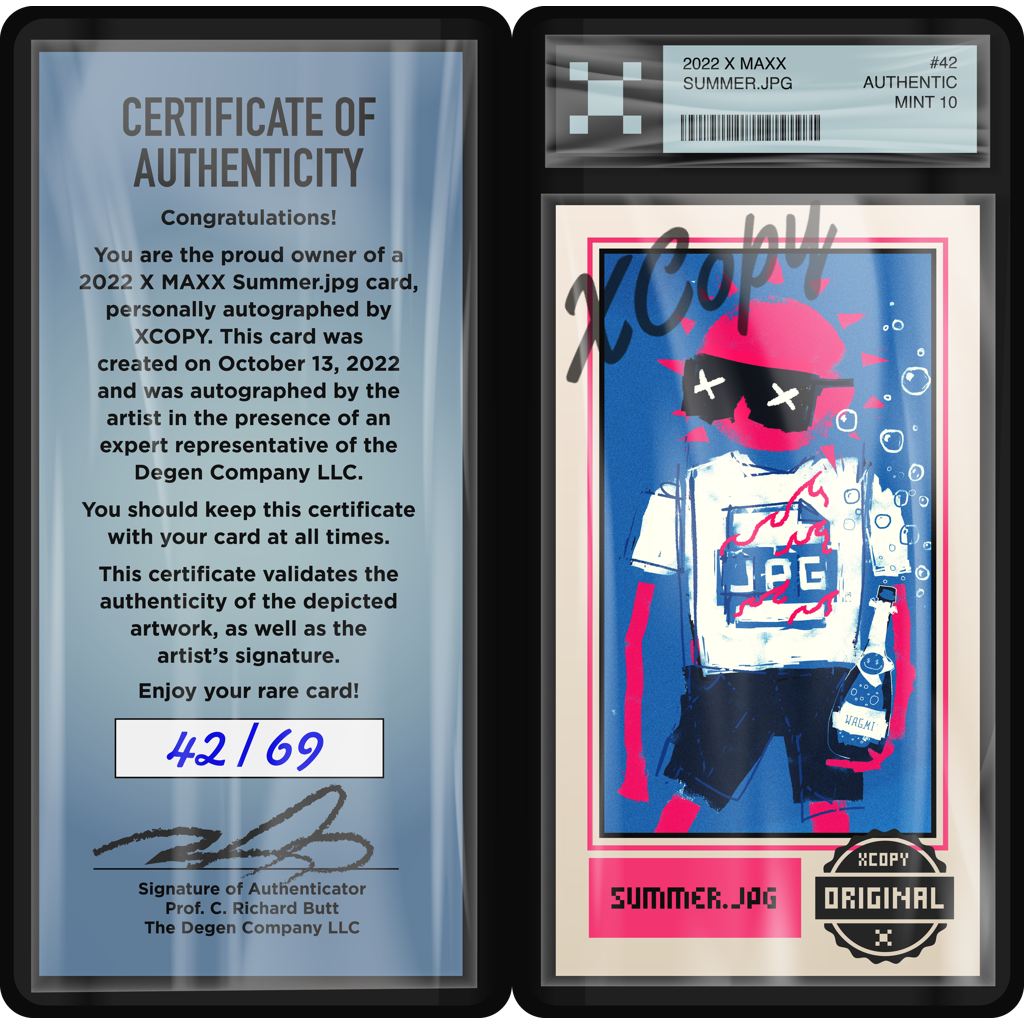 CERTIFICATE OF
AUTHENTICITY
Congratulations!
You are the proud owner of a
2022 X MAXX Summer.jpg card,
personally autographed by
XCOPY. This card was
created on October 13, 2022
and was autographed by the
artist in the presence of an
expert representative of the
Degen Company LLC.
You should keep this certificate
with your card at all times.
This certificate validates the
authenticity of the depicted
artwork, as well as the
artist's signature.
Enjoy your rare card!
42/69
Signature of Authenticator
Prof. C. Richard Butt
The Degen Company LLC
2022 X MAXX
SUMMER.JPG
#42
AUTHENTIC
MINT 10
XCopy
JPG
WAGMI
SUMMER.JPG
XCOPY
ORIGINAL